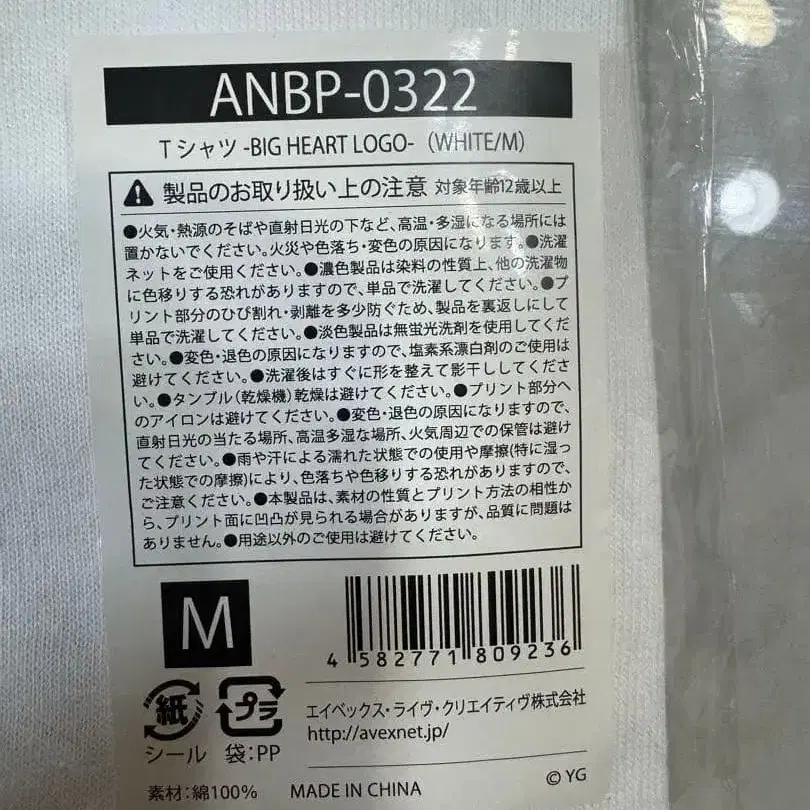 ANBP-0322
Tシャツ -BIG HEART LOGO-（WHITE/M）
製品のお取り扱い上の注意 対象年齢12歳以上
●火気・熱源のそばや直射日光の下など、高温・多湿になる場所には
置かないでください。火災や色落ち・変色の原因になります。●洗濯
ネットをご使用ください。●濃色製品は染料の性質上、他の洗濯物
に色移りする恐れがありますので、単品で洗濯してください。●プ
リント部分のひび割れ・剥離を多少防ぐため、製品を裏返しにして
単品で洗濯してください。●淡色製品は無蛍光洗剤を使用してくだ
さい。●変色・退色の原因になりますので、塩素系漂白剤のご使用は
避けてください。●洗濯後はすぐに形を整えて影干ししてくださ
い。●タンブル（乾燥機）乾燥は避けてください。●プリント部分へ
のアイロンは避けてください。●変色・退色の原因になりますので、
直射日光の当たる場所、高温多湿な場所、火気周辺での保管は避け
てください。●雨や汗による濡れた状態での使用や摩擦(特に湿っ
た状態での摩擦)により、色落ちや色移りする恐れがありますので、
ご注意ください。●本製品は、素材の性質とプリント方法の相性か
ら、プリント面に凹凸が見られる場合がありますが、品質に問題は
ありません。●用途以外のご使用は避けてください。
M
4 582771 809236
紙 プラ
シール 袋:PP
エイベックス・ライヴ・クリエイティヴ株式会社
http://avexnet.jp/
素材:綿100% MADE IN CHINA
© YG